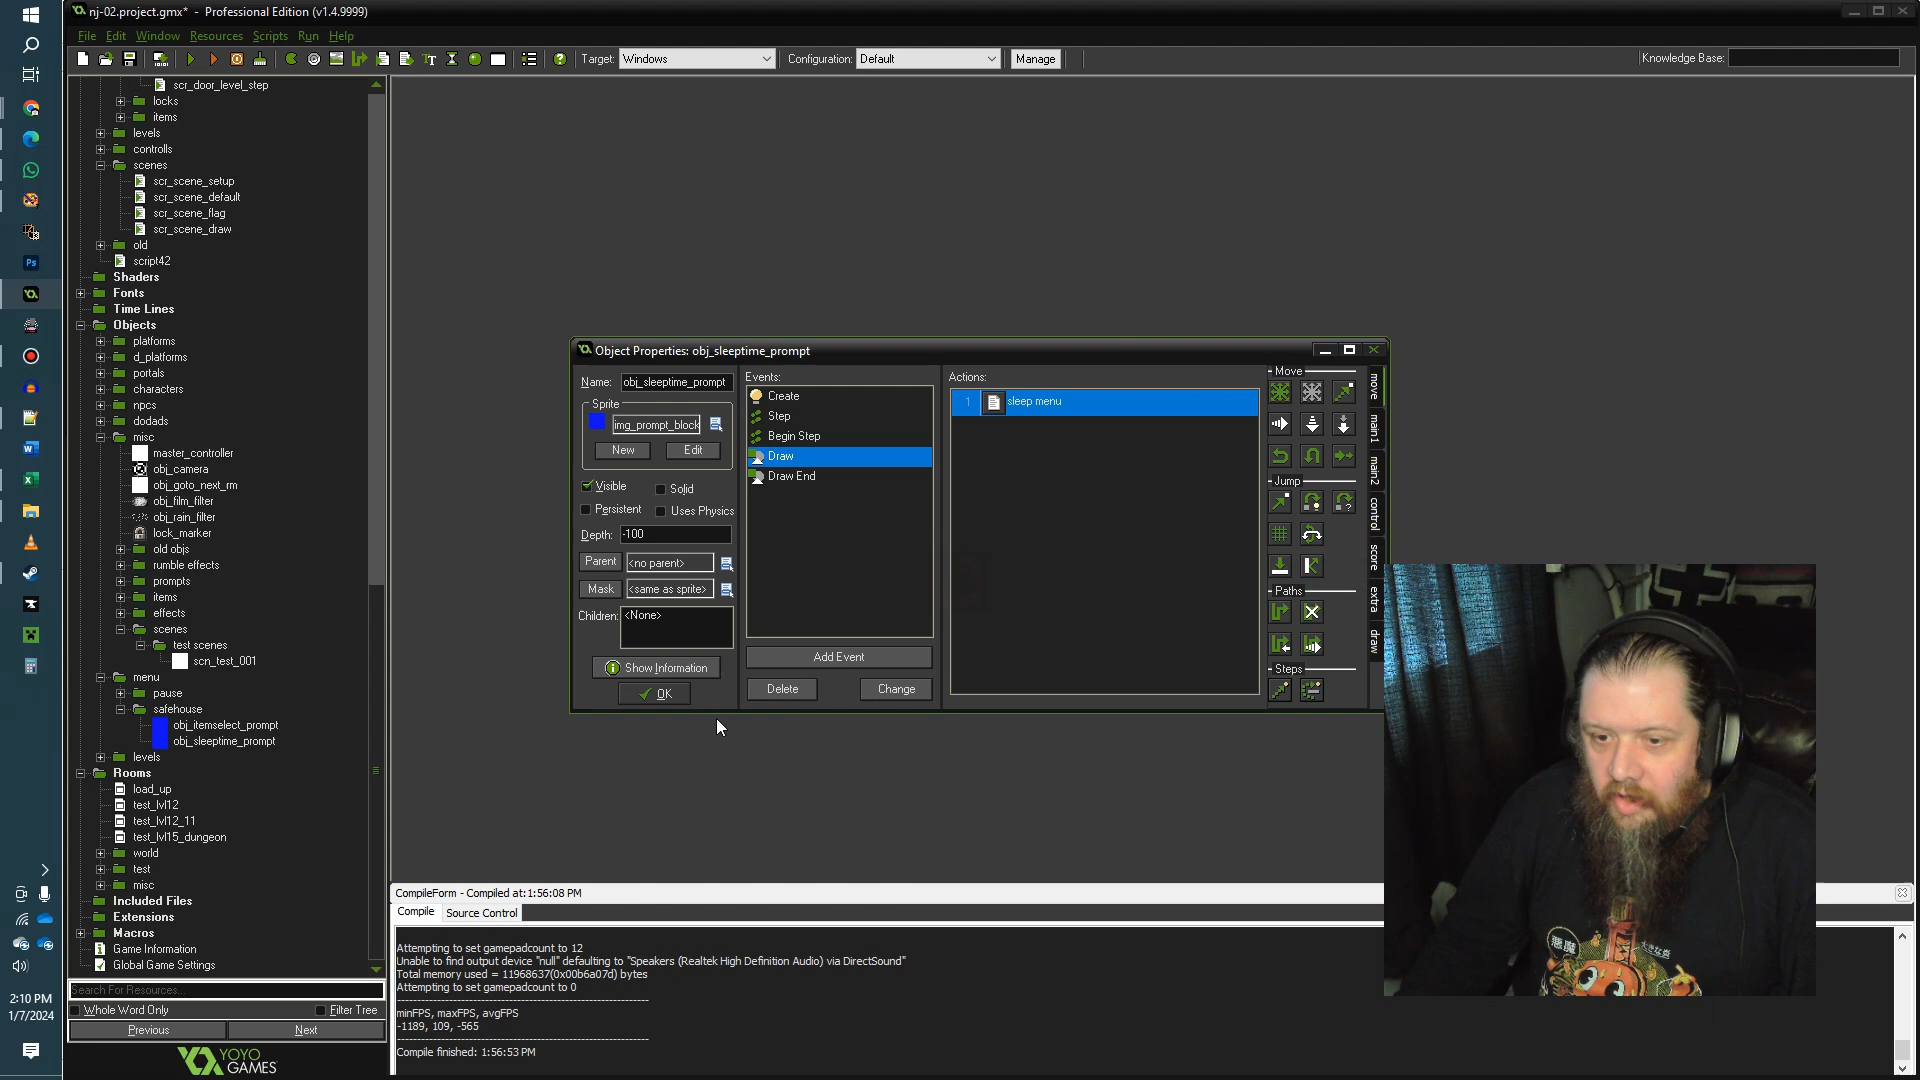 nj-02.project.gmx* - Professional Edition (v1.4.9999)
File Edit Window Resources Scripts Run Help
Target: Windows Configuration: Default Manage Knowledge Base:
scr_door_level_step
locks
items
levels
controlls
scenes
scr_scene_setup
scr_scene_default
scr_scene_flag
scr_scene_draw
old
script42
Shaders
Fonts
Time Lines
Objects
platforms
d_platforms
portals
characters
npcs
dodads
misc
master_controller
obj_camera
obj_goto_next_rm
obj_film_filter
obj_rain_filter
lock_marker
old objs
rumble effects
prompts
items
effects
scenes
test scenes
scn_test_001
menu
pause
safehouse
obj_itemselect_prompt
obj_sleeptime_prompt
levels
Rooms
load_up
test_lvl12
test_lvl12_11
test_lvl15_dungeon
world
test
misc
Included Files
Extensions
Macros
Game Information
Global Game Settings
Search For Resources...
Whole Word Only Filter Tree
Previous Next
YOYO
GAMES
Ps
2:10 PM
1/7/2024
Object Properties: obj_sleeptime_prompt
Name: obj_sleeptime_prompt
Sprite
img_prompt_block
New Edit
Visible Solid
Persistent Uses Physics
Depth: -100
Parent <no parent>
Mask <same as sprite>
Children: <None>
Show Information
OK
Events:
Create
Step
Begin Step
Draw
Draw End
Add Event
Delete Change
Actions:
1 sleep menu
Move
Jump
Paths
Steps
move
main1
main2
control
score
extra
draw
CompileForm - Compiled at:1:56:08 PM
Compile Source Control
Attempting to set gamepadcount to 12
Unable to find output device "null" defaulting to "Speakers (Realtek High Definition Audio) via DirectSound"
Total memory used = 11968637(0x00b6a07d) bytes
Attempting to set gamepadcount to 0
minFPS, maxFPS, avgFPS
-1189, 109, -565
Compile finished: 1:56:53 PM
悪魔
大きな斎